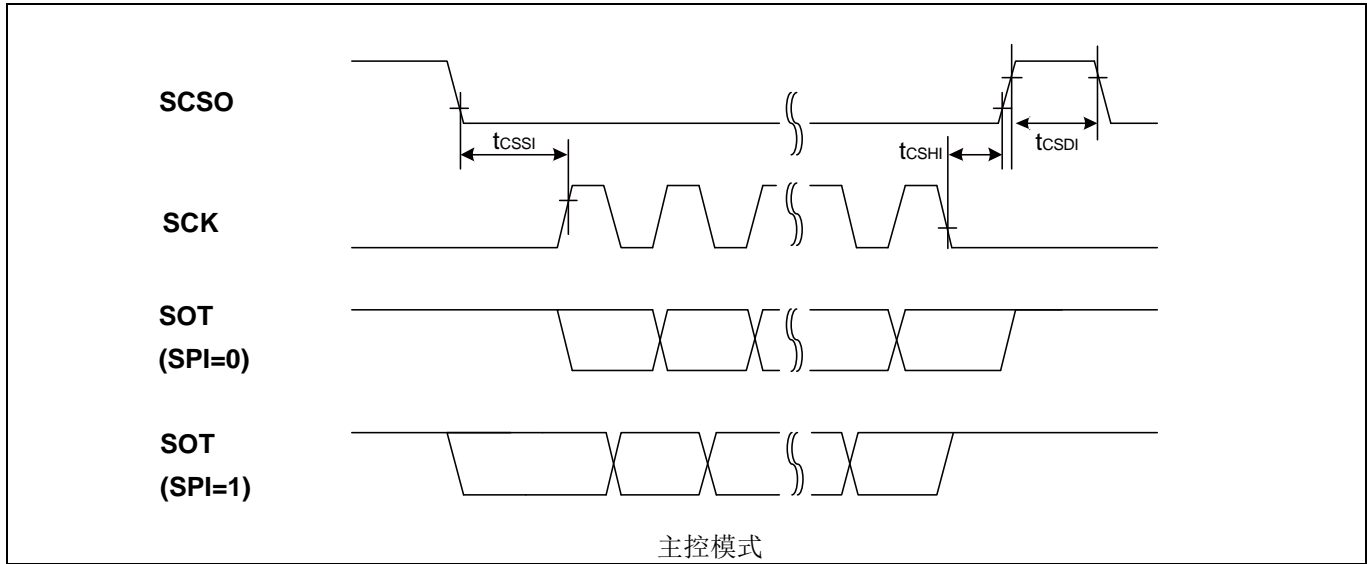 SCSO
tCSSI
tCSHI
tCSDI
SCK
SOT
(SPI=0)
SOT
(SPI=1)
主控模式